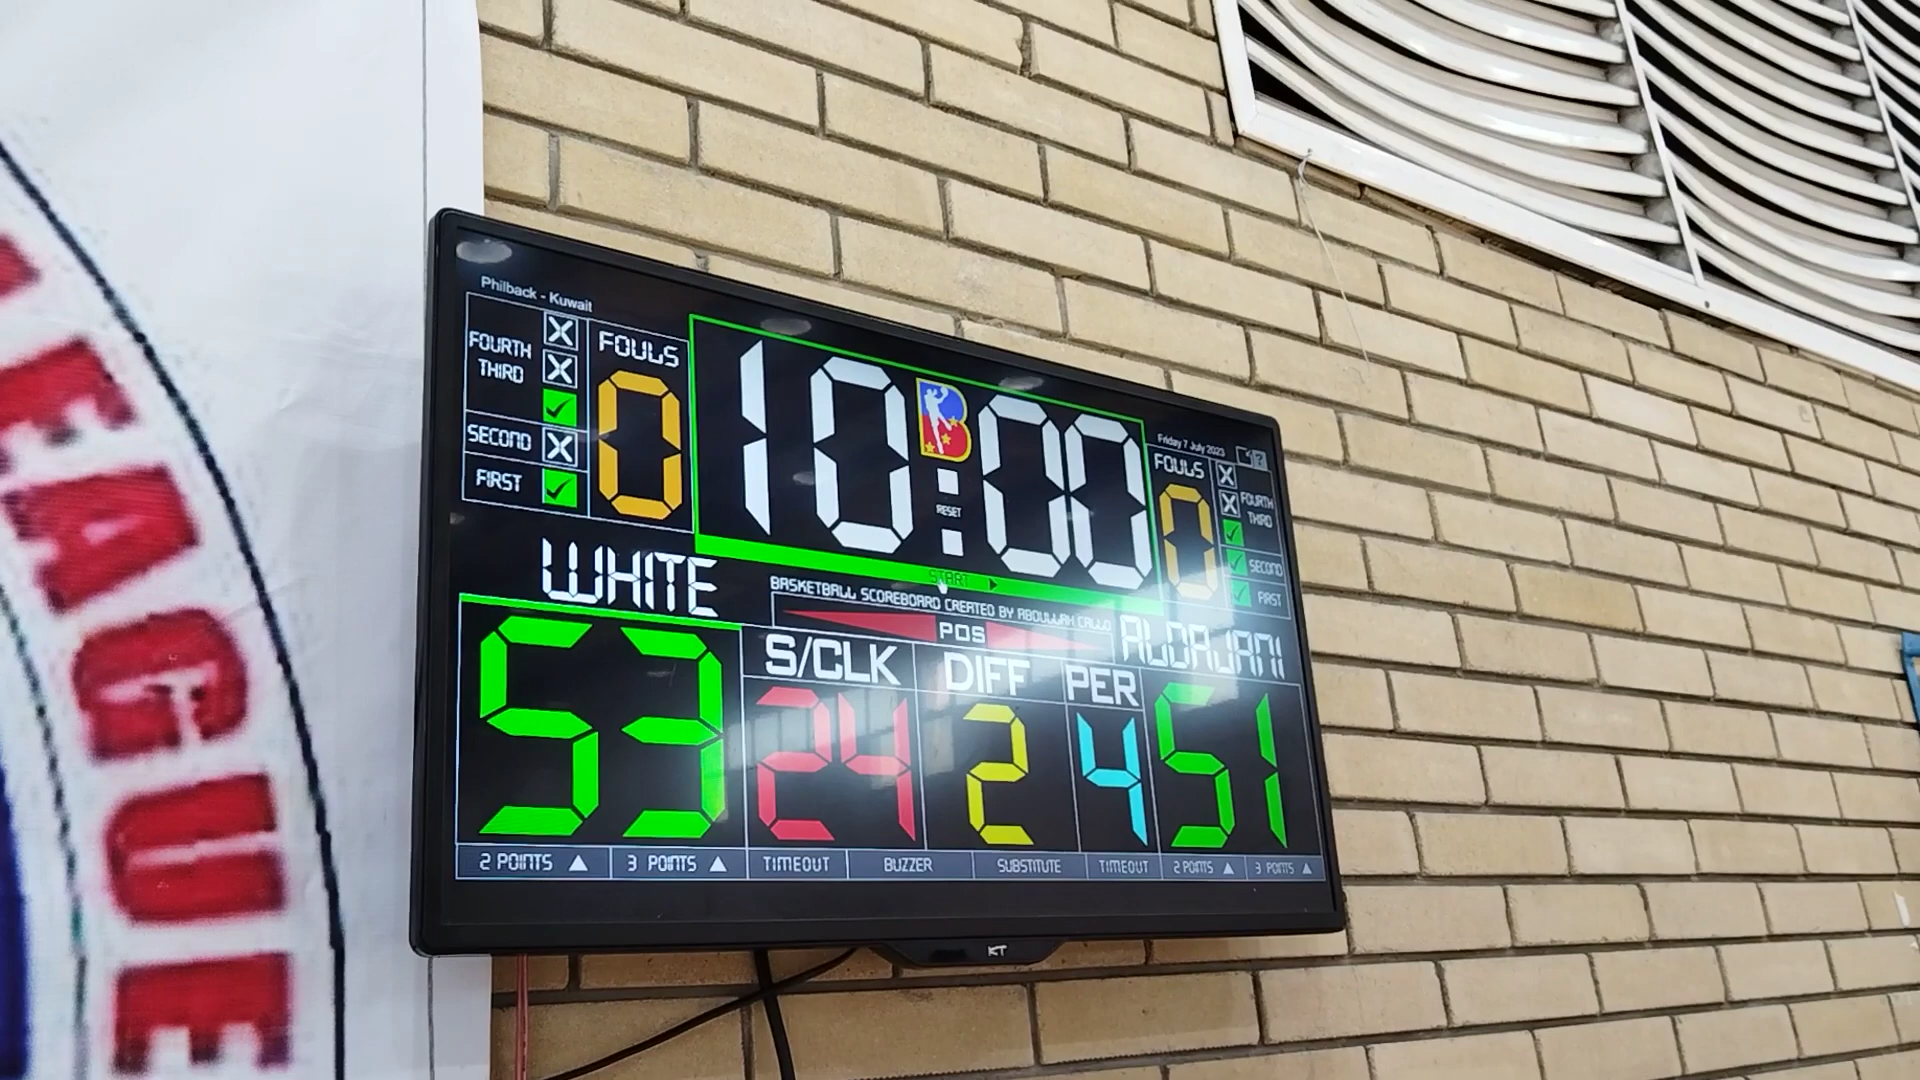 LEAGUE
Philback - Kuwait
FOURTH
THIRD
SECOND
FIRST
FOULS
0
10:00
RESET
START
Friday 7 July 2023
FOULS
0
FOURTH
THIRD
SECOND
FIRST
WHITE
BASKETBALL SCOREBOARD CREATED BY ABDULLAH CALLO
POS
ALDAJANI
53
S/CLK
24
DIFF
2
PER
4
51
2 POINTS
3 POINTS
TIMEOUT
BUZZER
SUBSTITUTE
TIMEOUT
2 POINTS
3 POINTS
KT